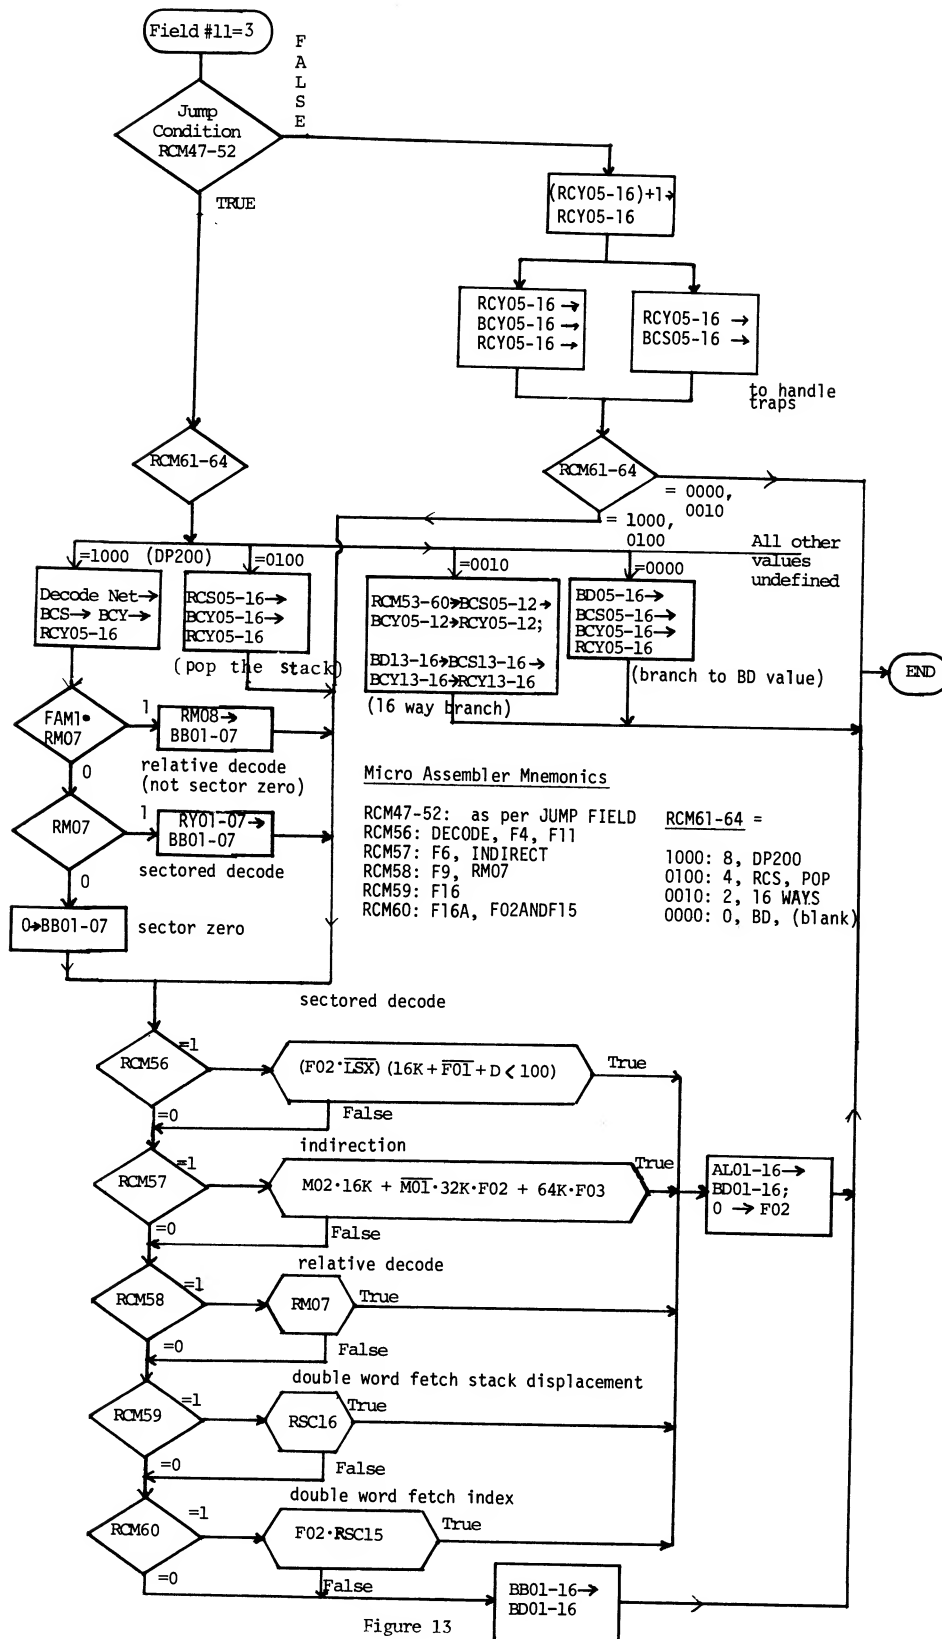 Field #11=3
F
A
L
S
E
Jump
Condition
RCM47-52
TRUE
(RCY05-16)+1→
RCY05-16
RCY05-16 →
BCY05-16 →
RCY05-16 →
RCY05-16 →
BCS05-16 →
to handle
traps
RCM61-64
RCM61-64
= 0000,
0010
= 1000,
0100
All other
values
undefined
=1000 (DP200)
=0100
=0010
=0000
Decode Net→
BCS→ BCY→
RCY05-16
RCS05-16→
BCY05-16→
RCY05-16
(pop the stack)
RCM53-60→BCS05-12→
BCY05-12→RCY05-12;
BD13-16→BCS13-16→
BCY13-16→RCY13-16
(16 way branch)
BD05-16→
BCS05-16→
BCY05-16→
RCY05-16
(branch to BD value)
END
FAM1•
RM07
1
RM08→
BB01-07
relative decode
(not sector zero)
0
RM07
1
RY01-07→
BB01-07
sectored decode
0
0→BB01-07
sector zero
Micro Assembler Mnemonics
RCM47-52: as per JUMP FIELD
RCM56: DECODE, F4, F11
RCM57: F6, INDIRECT
RCM58: F9, RM07
RCM59: F16
RCM60: F16A, F02ANDF15
RCM61-64 =
1000: 8, DP200
0100: 4, RCS, POP
0010: 2, 16 WAYS
0000: 0, BD, (blank)
sectored decode
RCM56
=1
(F02·L̅S̅X̅) (16K + F̅0̅1̅ + D < 100)
True
=0
False
indirection
RCM57
=1
M02·16K + M̅0̅1̅·32K·F02 + 64K·F03
True
AL01-16→
BD01-16;
0 → F02
=0
False
relative decode
RCM58
=1
RM07
True
=0
False
double word fetch stack displacement
RCM59
=1
RSC16
True
=0
False
double word fetch index
RCM60
=1
F02·RSC15
True
=0
False
BB01-16→
BD01-16
Figure 13